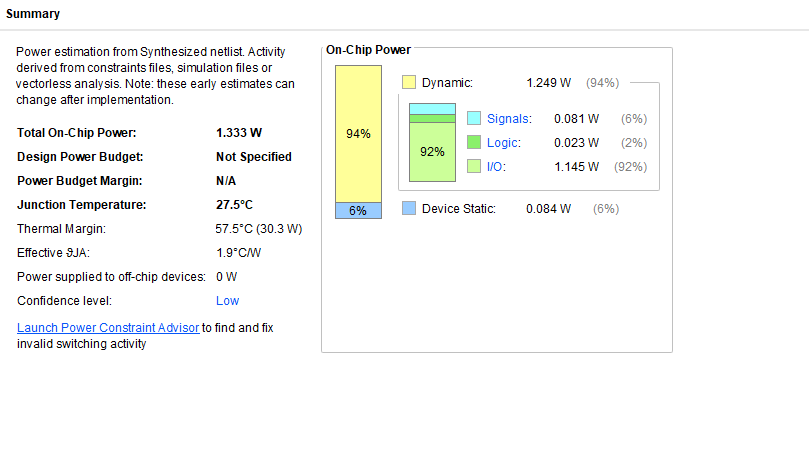 Summary
Power estimation from Synthesized netlist. Activity
derived from constraints files, simulation files or
vectorless analysis. Note: these early estimates can
change after implementation.
Total On-Chip Power: 1.333 W
Design Power Budget: Not Specified
Power Budget Margin: N/A
Junction Temperature: 27.5°C
Thermal Margin: 57.5°C (30.3 W)
Effective ϑJA: 1.9°C/W
Power supplied to off-chip devices: 0 W
Confidence level: Low
Launch Power Constraint Advisor to find and fix
invalid switching activity
On-Chip Power
94%
6%
Dynamic: 1.249 W (94%)
92%
Signals: 0.081 W (6%)
Logic: 0.023 W (2%)
I/O: 1.145 W (92%)
Device Static: 0.084 W (6%)